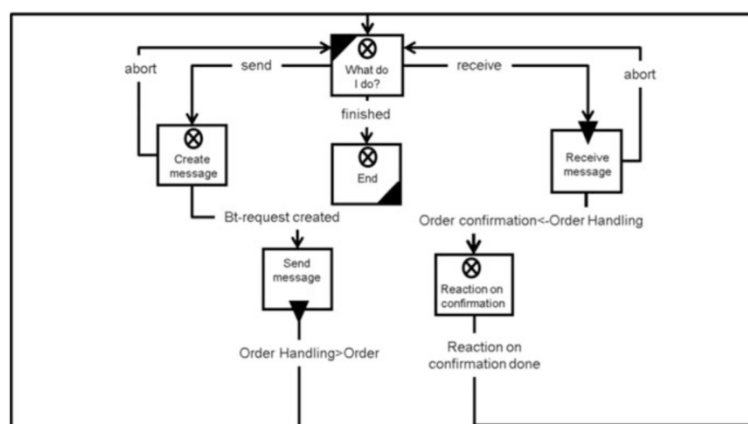 abort
send
What do
I do?
receive
abort
finished
Create
message
End
Receive
message
Bt-request created
Order confirmation<-Order Handling
Send
message
Reaction on
confirmation
Order Handling>Order
Reaction on
confirmation done